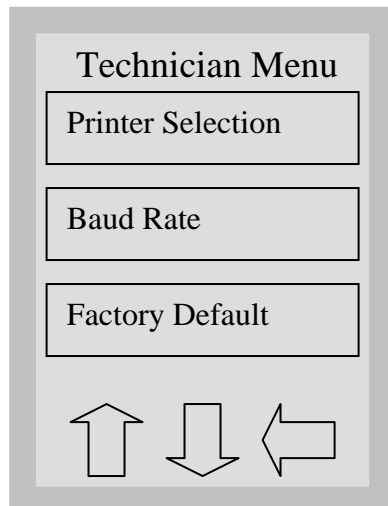 Technician Menu
Printer Selection
Baud Rate
Factory Default